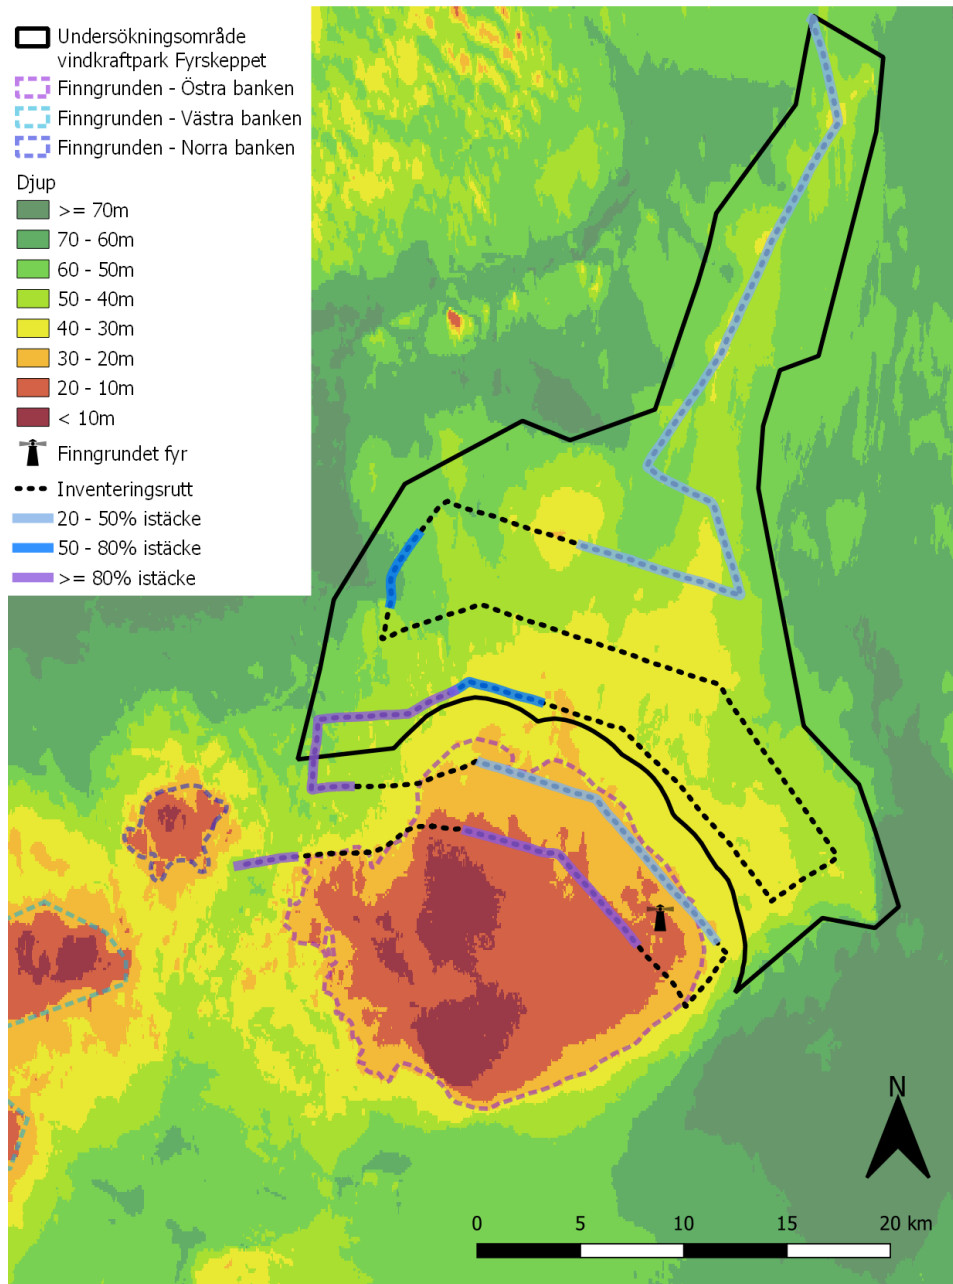 Undersökningsområde
vindkraftpark Fyrskeppet
Finngrunden - Östra banken
Finngrunden - Västra banken
Finngrunden - Norra banken
Djup
>= 70m
70 - 60m
60 - 50m
50 - 40m
40 - 30m
30 - 20m
20 - 10m
< 10m
Finngrundet fyr
Inventeringsrutt
20 - 50% istäcke
50 - 80% istäcke
>= 80% istäcke
N
0 5 10 15 20 km